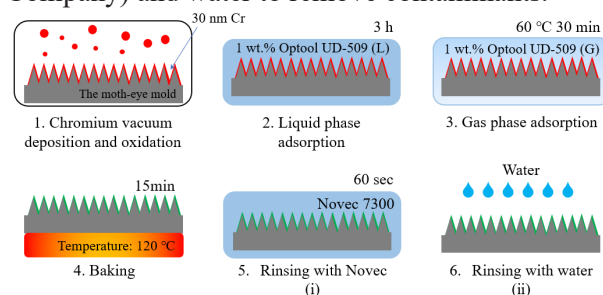 Company) and water to remove contaminants.
30 nm Cr
The moth-eye mold
1. Chromium vacuum
deposition and oxidation
3 h
1 wt.% Optool UD-509 (L)
2. Liquid phase
adsorption
60 ℃ 30 min
1 wt.% Optool UD-509 (G)
3. Gas phase adsorption
15min
Temperature: 120 ℃
4. Baking
60 sec
Novec 7300
5. Rinsing with Novec
(i)
Water
6. Rinsing with water
(ii)